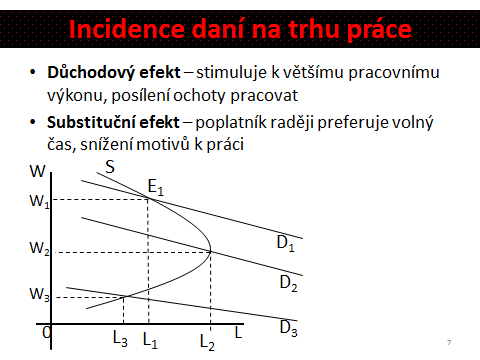 Incidence daní na trhu práce
• Důchodový efekt – stimuluje k většímu pracovnímu
výkonu, posílení ochoty pracovat
• Substituční efekt – poplatník raději preferuje volný
čas, snížení motivů k práci
W
S
E1
W1
D1
W2
D2
W3
D3
0
L3
L1
L2
L
7